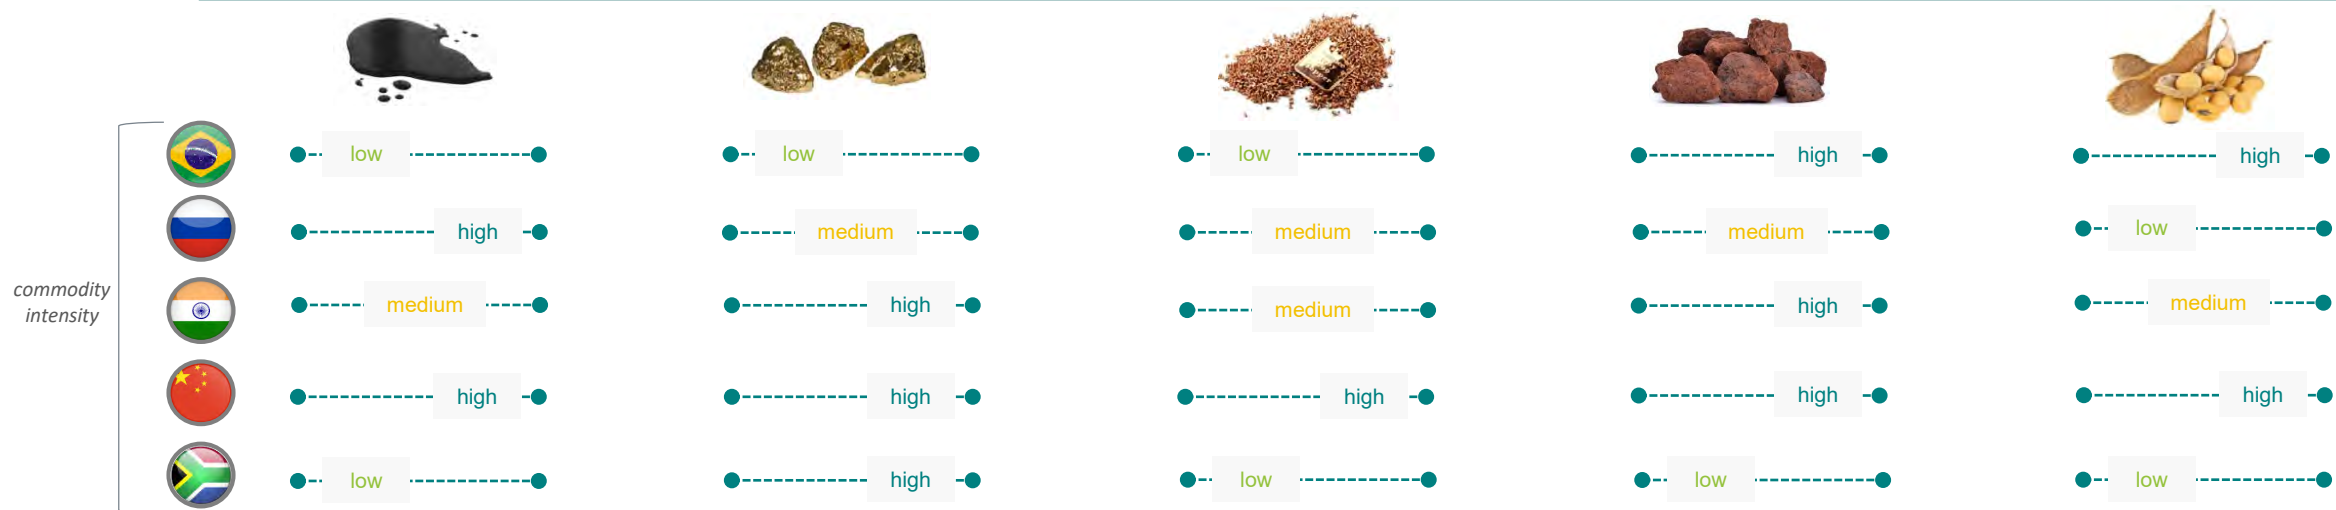 low low low high high
high medium medium medium low
commodity
intensity
medium high medium high medium
high high high high high
low high low low low